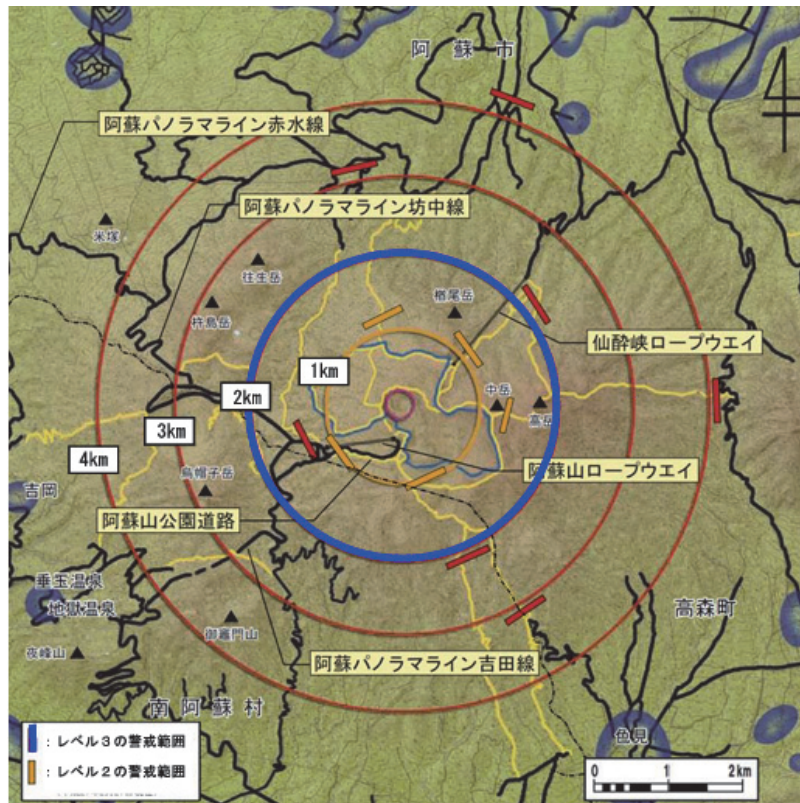 阿蘇市
阿蘇パノラマライン赤水線
阿蘇パノラマライン坊中線
米塚
往生岳
杵島岳
楢尾岳
仙酔峡ロープウエイ
1km
2km
中岳
高岳
3km
4km
烏帽子岳
阿蘇山ロープウエイ
吉岡
阿蘇山公園道路
垂玉温泉
地獄温泉
高森町
御竈門山
夜峰山
阿蘇パノラマライン吉田線
南阿蘇村
色見
：レベル３の警戒範囲
：レベル２の警戒範囲
0 1 2km